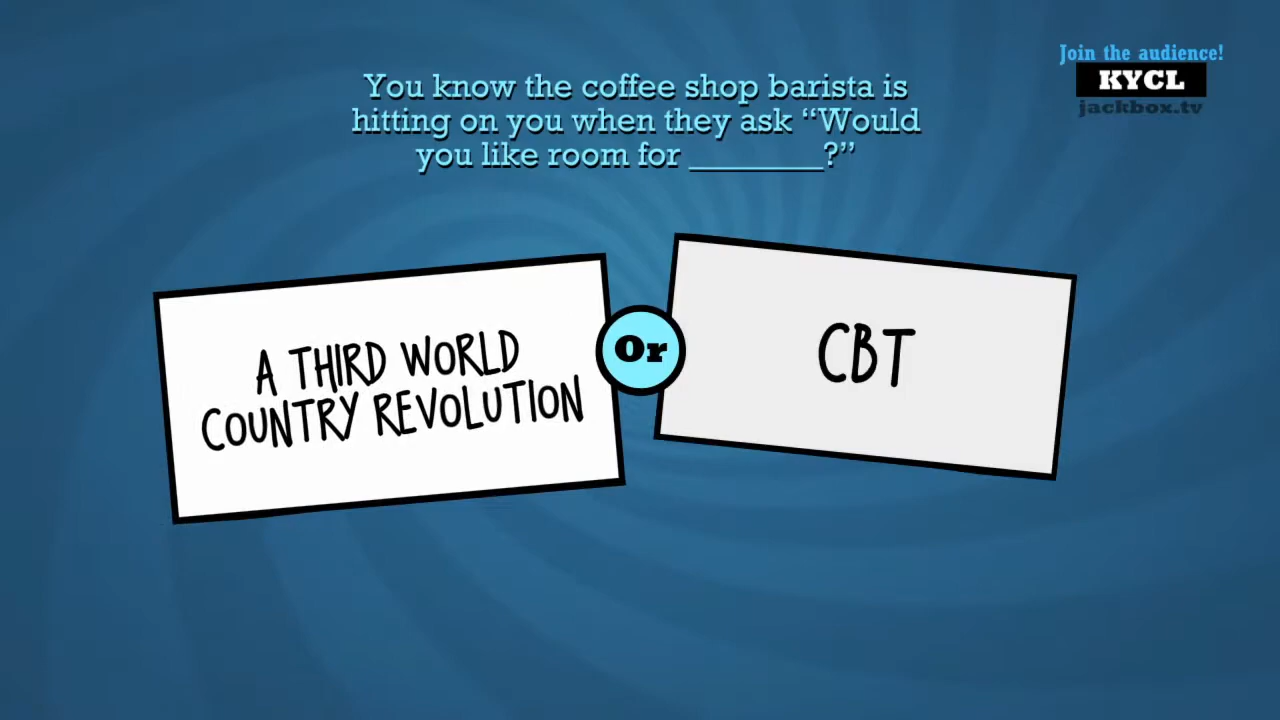 Join the audience!
KYCL
jackbox.tv
You know the coffee shop barista is
hitting on you when they ask “Would
you like room for ________?”
A THIRD WORLD
COUNTRY REVOLUTION
Or
CBT